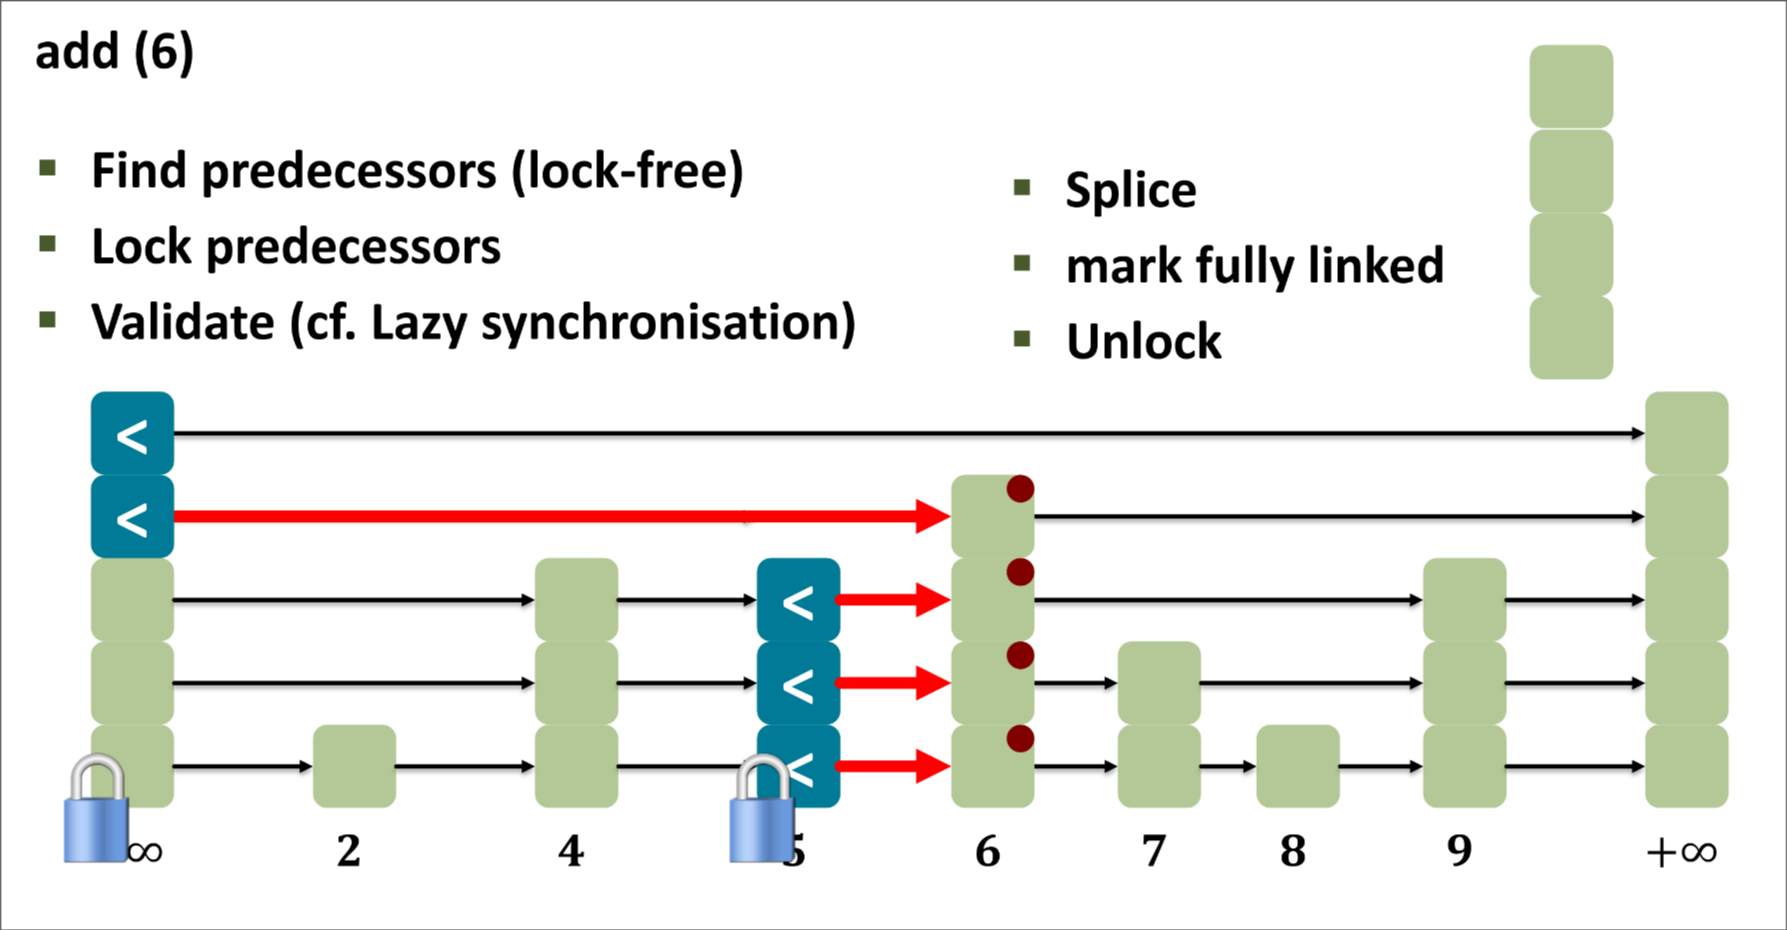 add (6)
▪ Find predecessors (lock-free)
▪ Lock predecessors
▪ Validate (cf. Lazy synchronisation)
▪ Splice
▪ mark fully linked
▪ Unlock
<
<
<
<
<
∞ 2 4 5 6 7 8 9 +∞